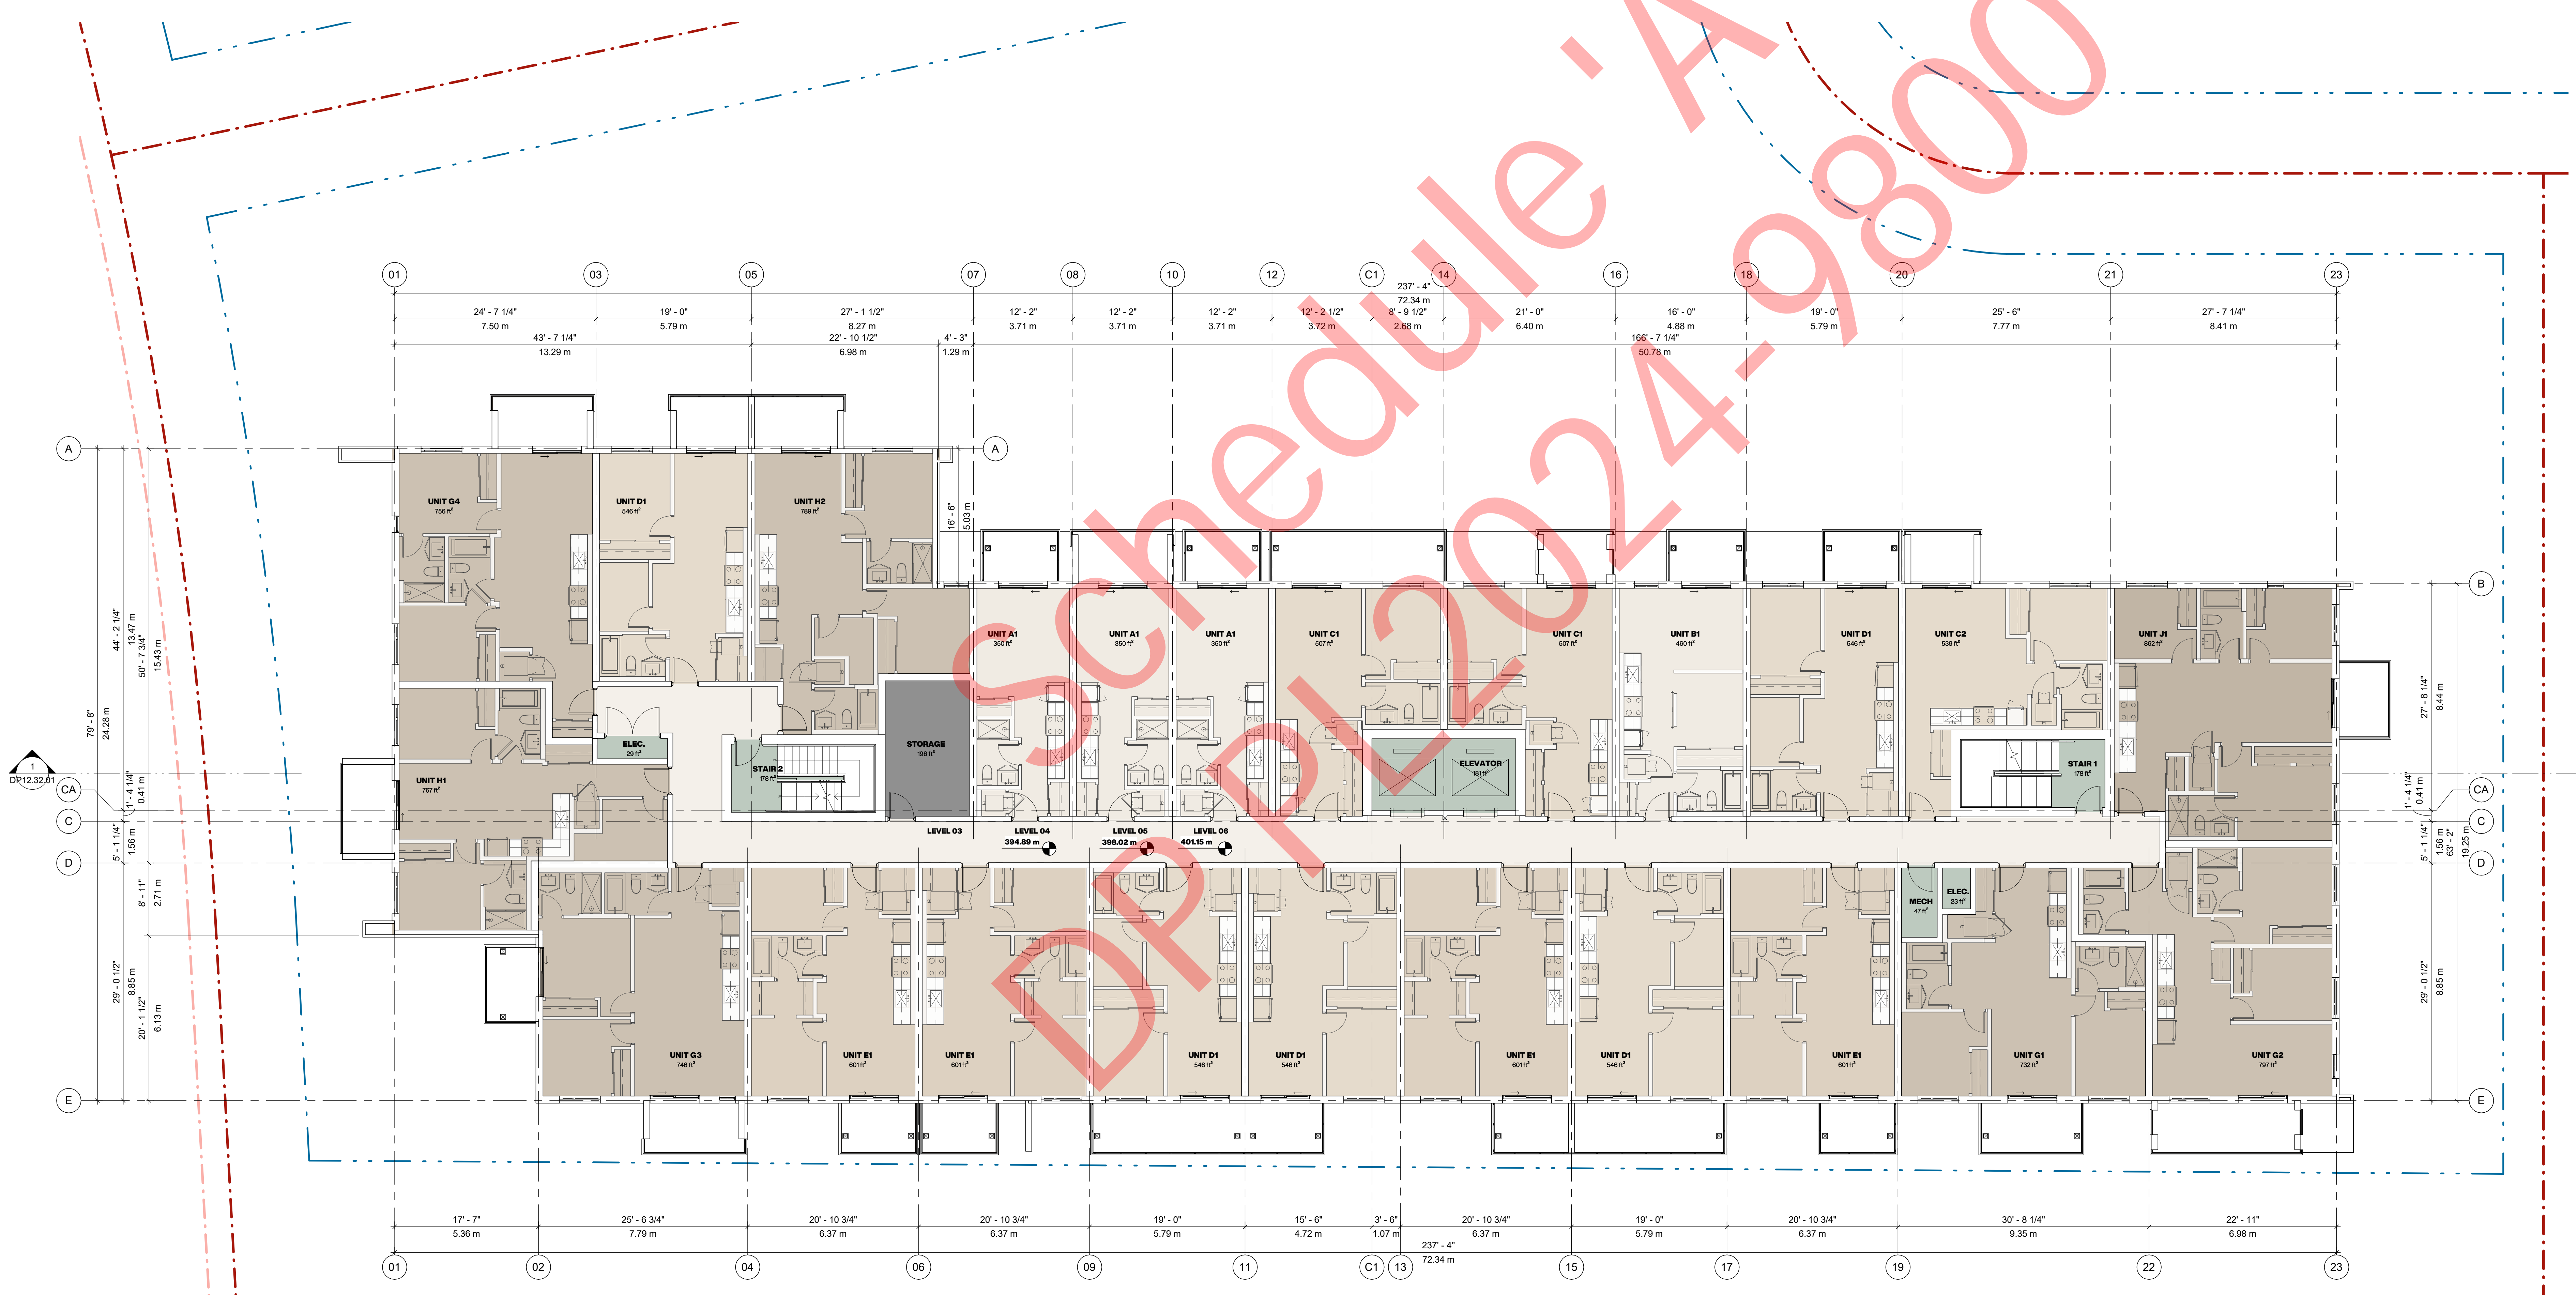 Schedule 'A'
DP PL2024-9800
01
03
05
07
08
10
12
C1
14
16
18
20
21
23
237' - 4"
72.34 m
24' - 7 1/4"
7.50 m
19' - 0"
5.79 m
27' - 1 1/2"
8.27 m
12' - 2"
3.71 m
12' - 2"
3.71 m
12' - 2"
3.71 m
12' - 2 1/2"
3.72 m
8' - 9 1/2"
2.68 m
21' - 0"
6.40 m
16' - 0"
4.88 m
19' - 0"
5.79 m
25' - 6"
7.77 m
27' - 7 1/4"
8.41 m
43' - 7 1/4"
13.29 m
22' - 10 1/2"
6.98 m
4' - 3"
1.29 m
166' - 7 1/4"
50.78 m
A
A
16' - 6"
5.03 m
UNIT G4
756 ft²
UNIT D1
546 ft²
UNIT H2
789 ft²
B
UNIT A1
350 ft²
UNIT A1
350 ft²
UNIT A1
350 ft²
UNIT C1
507 ft²
UNIT C1
507 ft²
UNIT B1
460 ft²
UNIT D1
546 ft²
UNIT C2
539 ft²
UNIT J1
862 ft²
44' - 2 1/4"
13.47 m
50' - 7 3/4"
15.43 m
79' - 8"
24.28 m
27' - 8 1/4"
8.44 m
ELEC.
29 ft²
STAIR 2
178 ft²
STORAGE
196 ft²
ELEVATOR
181 ft²
STAIR 1
178 ft²
UNIT H1
767 ft²
1
DP12.32.01
CA
CA
C
C
D
D
1' - 4 1/4"
0.41 m
5' - 1 1/4"
1.56 m
1' - 4 1/4"
0.41 m
5' - 1 1/4"
1.56 m
63' - 2"
19.25 m
LEVEL 03
LEVEL 04
394.89 m
LEVEL 05
398.02 m
LEVEL 06
401.15 m
8' - 11"
2.71 m
29' - 0 1/2"
8.85 m
20' - 1 1/2"
6.13 m
29' - 0 1/2"
8.85 m
MECH
47 ft²
ELEC.
23 ft²
UNIT G3
746 ft²
UNIT E1
601 ft²
UNIT E1
601 ft²
UNIT D1
546 ft²
UNIT D1
546 ft²
UNIT E1
601 ft²
UNIT D1
546 ft²
UNIT E1
601 ft²
UNIT G1
732 ft²
UNIT G2
797 ft²
E
E
17' - 7"
5.36 m
25' - 6 3/4"
7.79 m
20' - 10 3/4"
6.37 m
20' - 10 3/4"
6.37 m
19' - 0"
5.79 m
15' - 6"
4.72 m
3' - 6"
1.07 m
20' - 10 3/4"
6.37 m
19' - 0"
5.79 m
20' - 10 3/4"
6.37 m
30' - 8 1/4"
9.35 m
22' - 11"
6.98 m
237' - 4"
72.34 m
01
02
04
06
09
11
C1
13
15
17
19
22
23